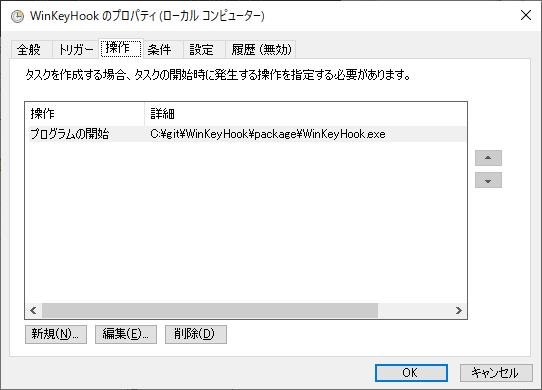 WinKeyHook のプロパティ (ローカル コンピューター)
全般 トリガー 操作 条件 設定 履歴 (無効)
タスクを作成する場合、タスクの開始時に発生する操作を指定する必要があります。
操作 詳細
プログラムの開始 C:¥git¥WinKeyHook¥package¥WinKeyHook.exe
新規(N)... 編集(E)... 削除(D)
OK キャンセル